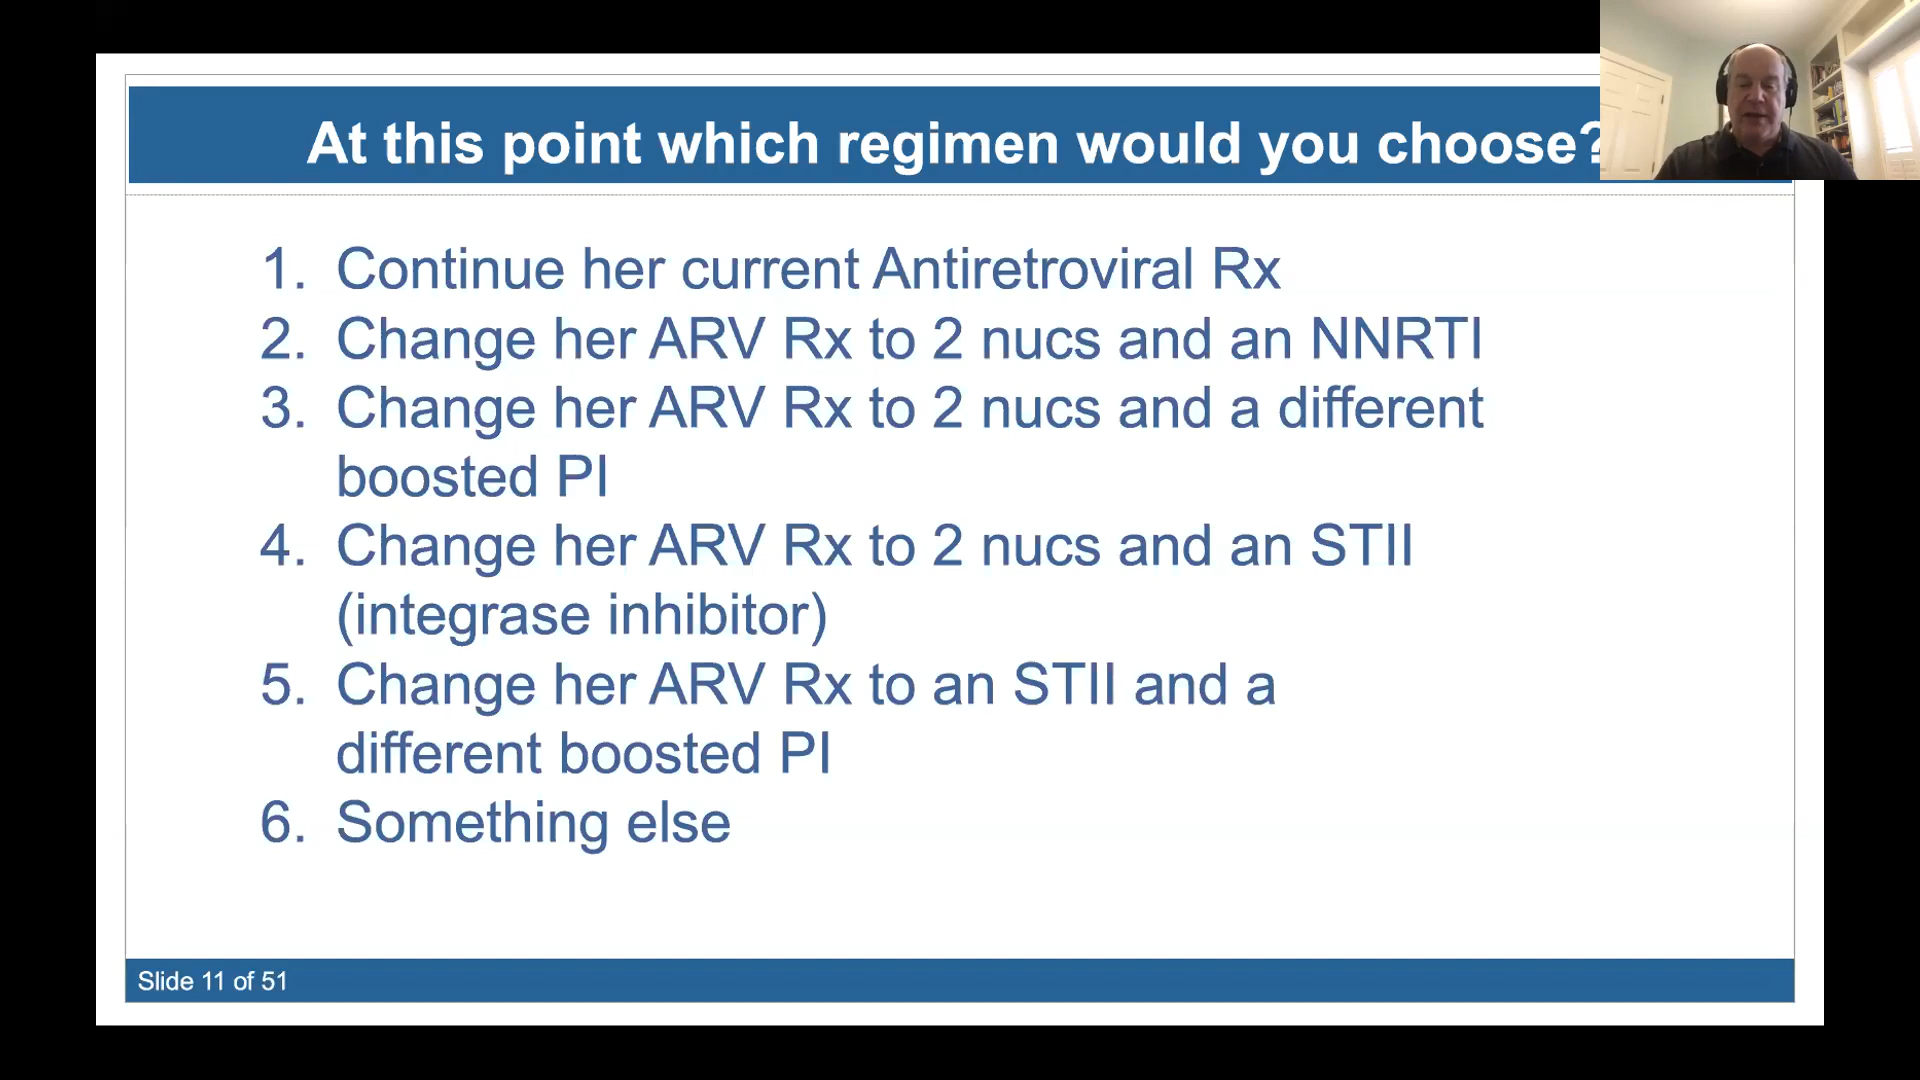 At this point which regimen would you choose?
1. Continue her current Antiretroviral Rx
2. Change her ARV Rx to 2 nucs and an NNRTI
3. Change her ARV Rx to 2 nucs and a different
boosted PI
4. Change her ARV Rx to 2 nucs and an STII
(integrase inhibitor)
5. Change her ARV Rx to an STII and a
different boosted PI
6. Something else
Slide 11 of 51